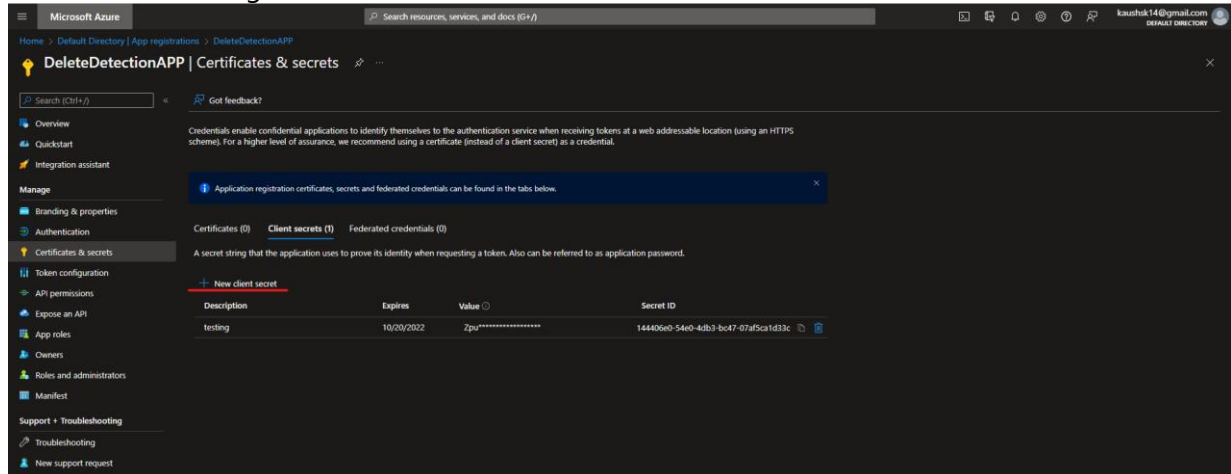 Microsoft Azure
Search resources, services, and docs (G+/)
kaushsk14@gmail.com
DEFAULT DIRECTORY
Home > Default Directory | App registrations > DeleteDetectionAPP
DeleteDetectionAPP | Certificates & secrets
Search (Ctrl+/)
Got feedback?
Overview
Quickstart
Integration assistant
Manage
Branding & properties
Authentication
Certificates & secrets
Token configuration
API permissions
Expose an API
App roles
Owners
Roles and administrators
Manifest
Support + Troubleshooting
Troubleshooting
New support request
Credentials enable confidential applications to identify themselves to the authentication service when receiving tokens at a web addressable location (using an HTTPS
scheme). For a higher level of assurance, we recommend using a certificate (instead of a client secret) as a credential.
Application registration certificates, secrets and federated credentials can be found in the tabs below.
Certificates (0) Client secrets (1) Federated credentials (0)
A secret string that the application uses to prove its identity when requesting a token. Also can be referred to as application password.
+ New client secret
Description Expires Value Secret ID
testing 10/20/2022 Zpu****************** 144406e0-54e0-4db3-bc47-07af5ca1d33c